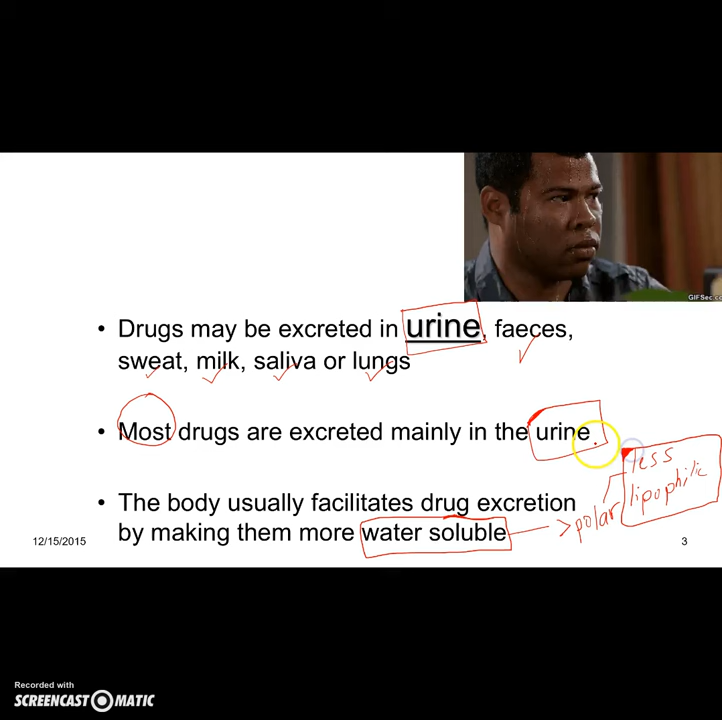 GIFSec.co
• Drugs may be excreted in urine, faeces,
sweat, milk, saliva or lungs
• Most drugs are excreted mainly in the urine.
less
lipophilic
• The body usually facilitates drug excretion
by making them more water soluble
>polar
12/15/2015
3
Recorded with
SCREENCAST-O-MATIC